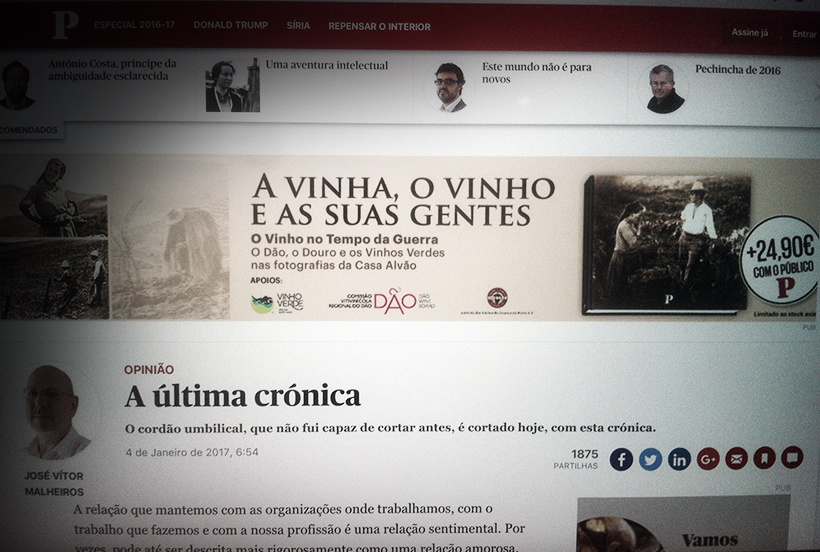 P
ESPECIAL 2016-17 DONALD TRUMP SÍRIA REPENSAR O INTERIOR
Assine já Entrar
António Costa, príncipe da
ambiguidade esclarecida
Uma aventura intelectual
Este mundo não é para
novos
Pechincha de 2016
COMENDADOS
A VINHA, O VINHO
E AS SUAS GENTES
O Vinho no Tempo da Guerra
O Dão, o Douro e os Vinhos Verdes
nas fotografias da Casa Alvão
APOIOS:
VINHO
VERDE
COMISSÃO
VITIVINÍCOLA
REGIONAL DO DÃO
DÃO
P
+24,90€
COM O PÚBLICO
P
Limitado ao stock exis
PUB
OPINIÃO
A última crónica
O cordão umbilical, que não fui capaz de cortar antes, é cortado hoje, com esta crónica.
4 de Janeiro de 2017, 6:54
1875
PARTILHAS
JOSÉ VÍTOR
MALHEIROS
PUB
A relação que mantemos com as organizações onde trabalhamos, com o
trabalho que fazemos e com a nossa profissão é uma relação sentimental. Por
vezes, pode até ser descrita mais rigorosamente como uma relação amorosa.
Vamos